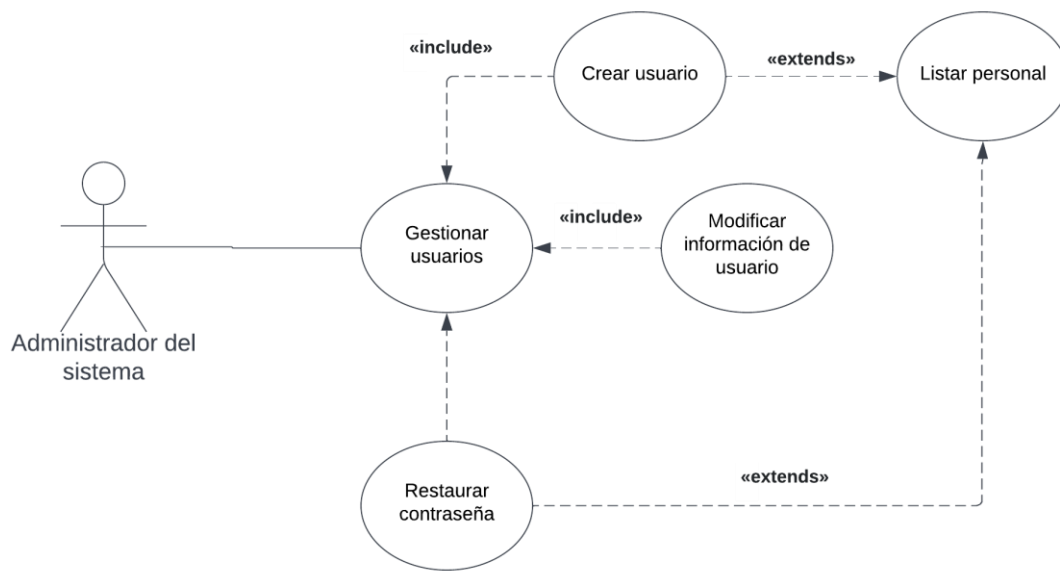 «include»
Crear usuario
«extends»
Listar personal
Gestionar
usuarios
«include»
Modificar
información de
usuario
Administrador del
sistema
Restaurar
contraseña
«extends»